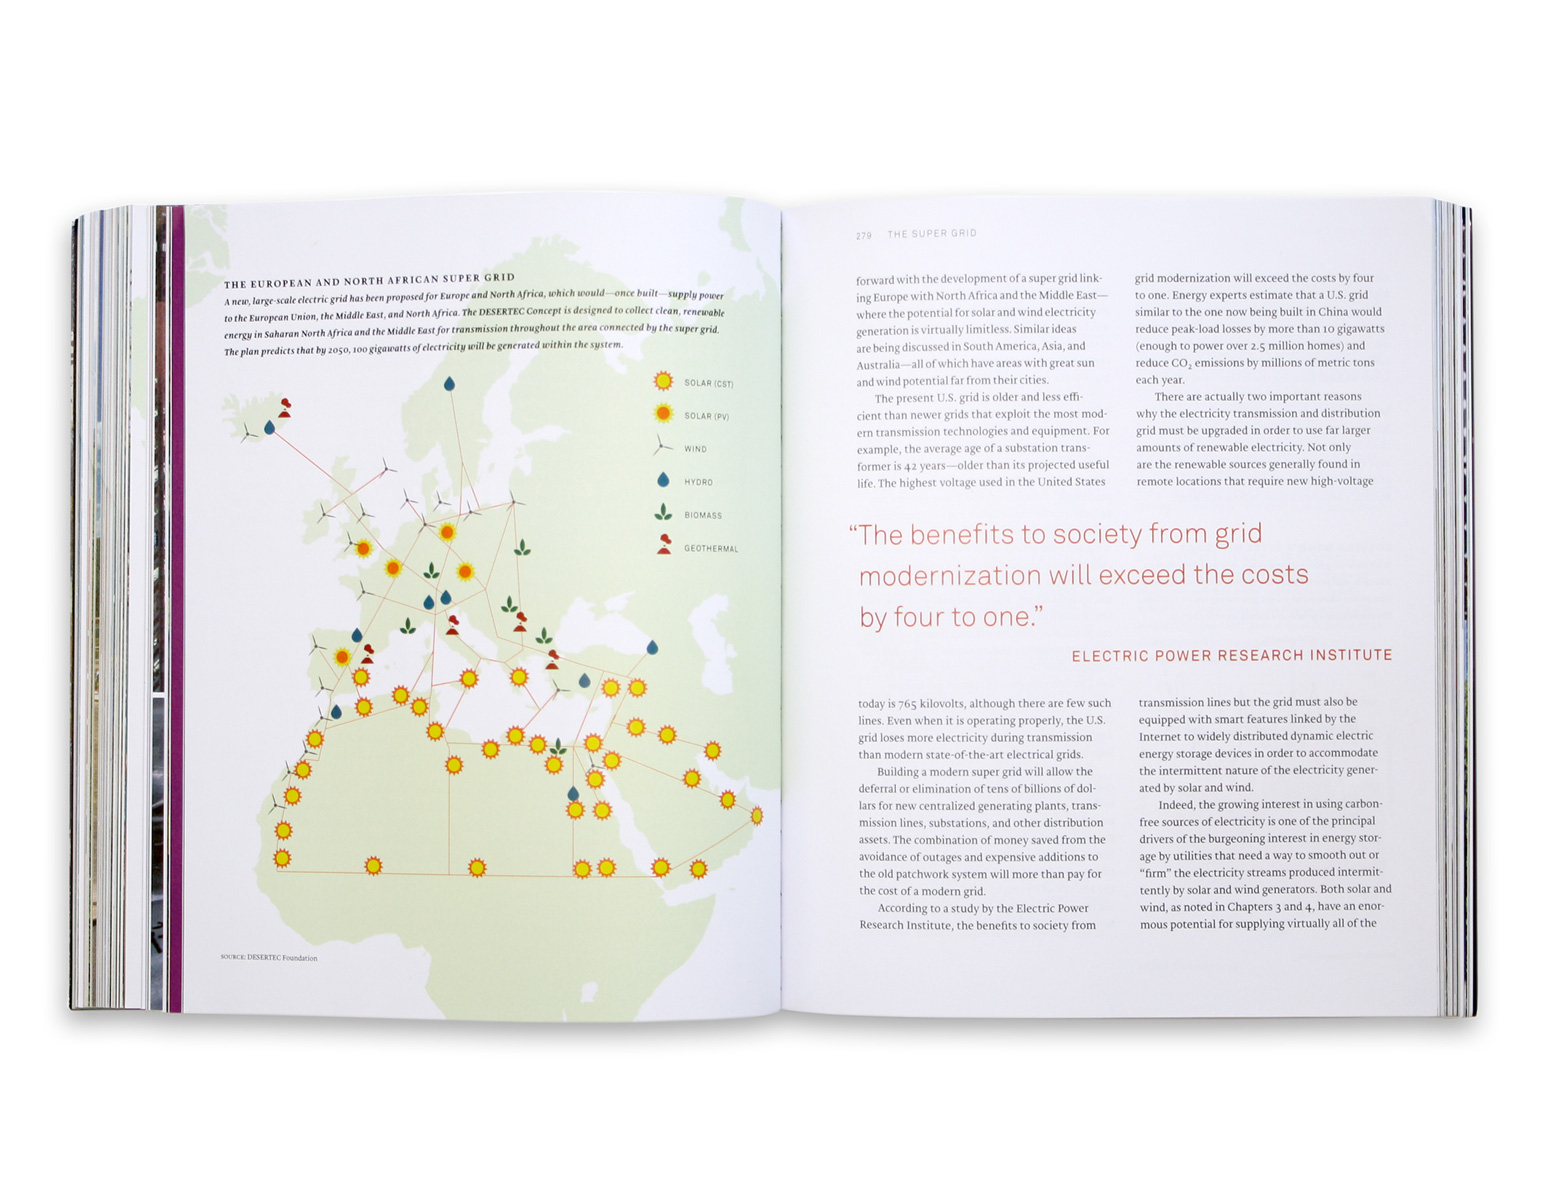 THE EUROPEAN AND NORTH AFRICAN SUPER GRID
A new, large-scale electric grid has been proposed for Europe and North Africa, which would—once built—supply power
to the European Union, the Middle East, and North Africa. The DESERTEC Concept is designed to collect clean, renewable
energy in Saharan North Africa and the Middle East for transmission throughout the area connected by the super grid.
The plan predicts that by 2050, 100 gigawatts of electricity will be generated within the system.
SOLAR (CST)
SOLAR (PV)
WIND
HYDRO
BIOMASS
GEOTHERMAL
SOURCE: DESERTEC Foundation
279 THE SUPER GRID
forward with the development of a super grid link-
ing Europe with North Africa and the Middle East—
where the potential for solar and wind electricity
generation is virtually limitless. Similar ideas
are being discussed in South America, Asia, and
Australia—all of which have areas with great sun
and wind potential far from their cities.
The present U.S. grid is older and less effi-
cient than newer grids that exploit the most mod-
ern transmission technologies and equipment. For
example, the average age of a substation trans-
former is 42 years—older than its projected useful
life. The highest voltage used in the United States
grid modernization will exceed the costs by four
to one. Energy experts estimate that a U.S. grid
similar to the one now being built in China would
reduce peak-load losses by more than 10 gigawatts
(enough to power over 2.5 million homes) and
reduce CO₂ emissions by millions of metric tons
each year.
There are actually two important reasons
why the electricity transmission and distribution
grid must be upgraded in order to use far larger
amounts of renewable electricity. Not only
are the renewable sources generally found in
remote locations that require new high-voltage
“The benefits to society from grid
modernization will exceed the costs
by four to one.”
ELECTRIC POWER RESEARCH INSTITUTE
today is 765 kilovolts, although there are few such
lines. Even when it is operating properly, the U.S.
grid loses more electricity during transmission
than modern state-of-the-art electrical grids.
Building a modern super grid will allow the
deferral or elimination of tens of billions of dol-
lars for new centralized generating plants, trans-
mission lines, substations, and other distribution
assets. The combination of money saved from the
avoidance of outages and expensive additions to
the old patchwork system will more than pay for
the cost of a modern grid.
According to a study by the Electric Power
Research Institute, the benefits to society from
transmission lines but the grid must also be
equipped with smart features linked by the
Internet to widely distributed dynamic electric
energy storage devices in order to accommodate
the intermittent nature of the electricity gener-
ated by solar and wind.
Indeed, the growing interest in using carbon-
free sources of electricity is one of the principal
drivers of the burgeoning interest in energy stor-
age by utilities that need a way to smooth out or
“firm” the electricity streams produced intermit-
tently by solar and wind generators. Both solar and
wind, as noted in Chapters 3 and 4, have an enor-
mous potential for supplying virtually all of the